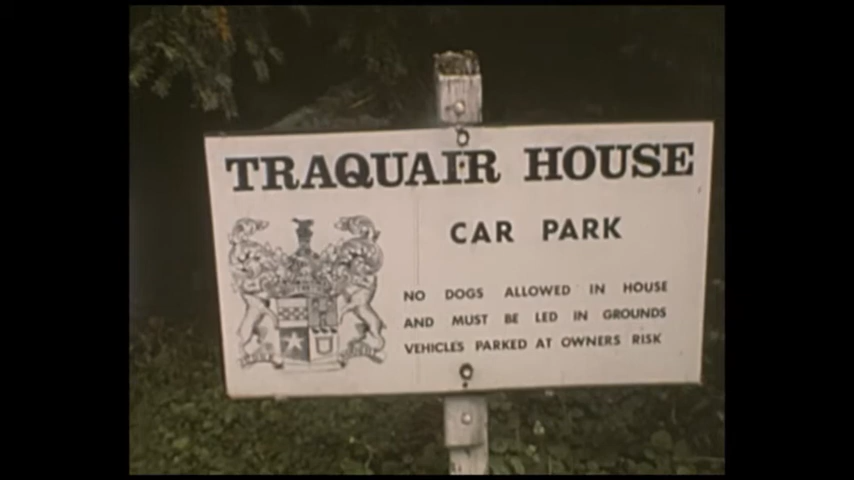 TRAQUAIR HOUSE
CAR PARK
NO DOGS ALLOWED IN HOUSE
AND MUST BE LED IN GROUNDS
VEHICLES PARKED AT OWNERS RISK